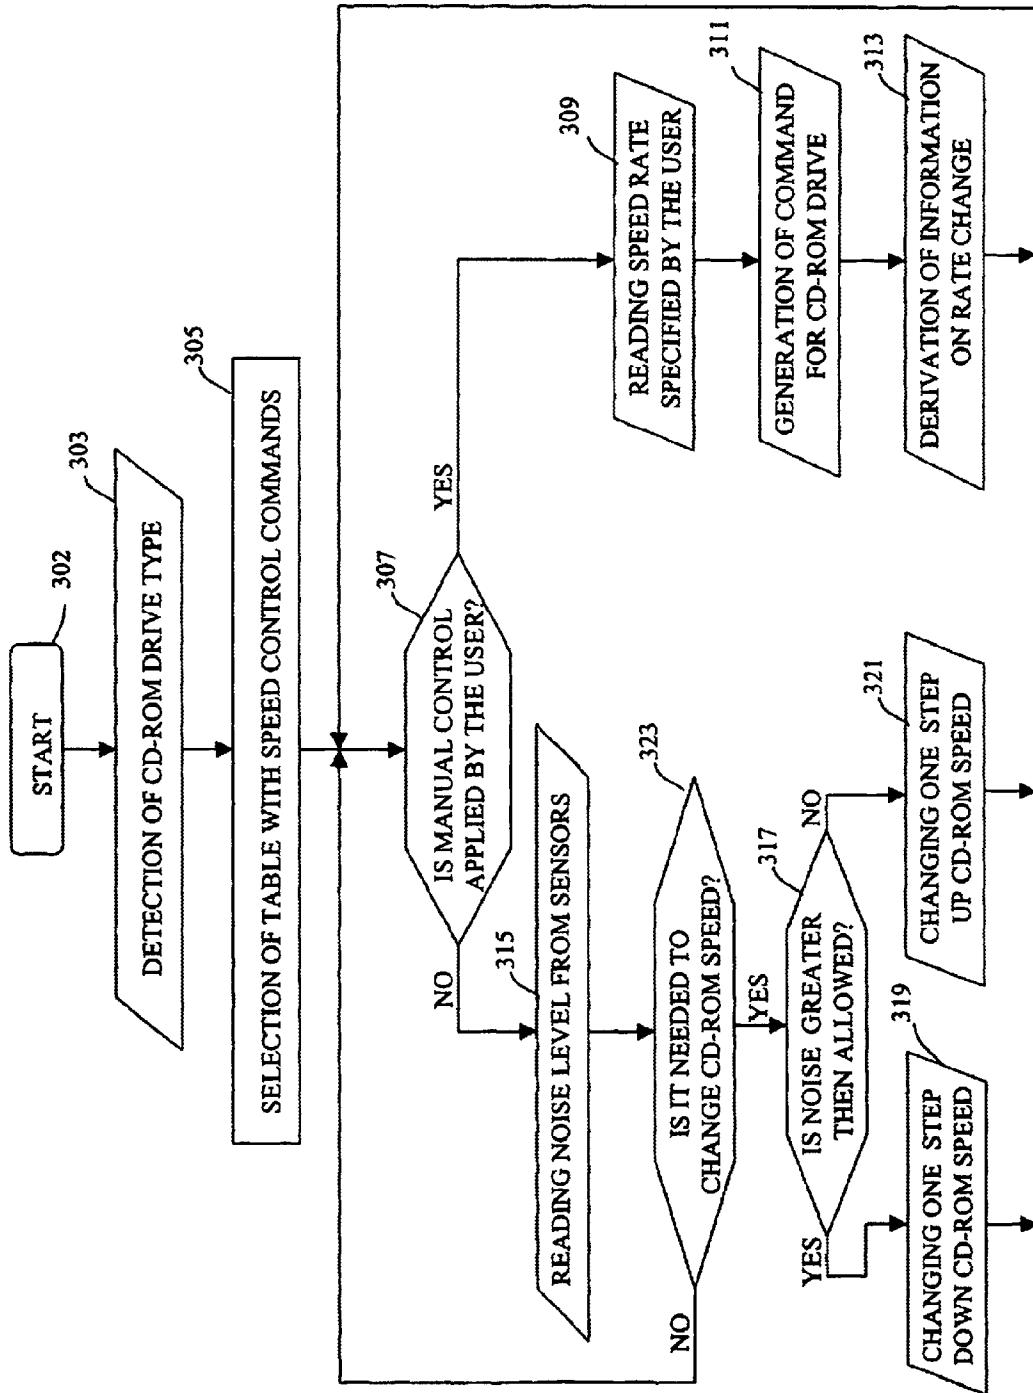 START
302
DETECTION OF CD-ROM DRIVE TYPE
303
SELECTION OF TABLE WITH SPEED CONTROL COMMANDS
305
IS MANUAL CONTROL
APPLIED BY THE USER?
307
NO
YES
READING NOISE LEVEL FROM SENSORS
315
IS IT NEEDED TO
CHANGE CD-ROM SPEED?
323
NO
YES
IS NOISE GREATER
THEN ALLOWED?
317
YES
NO
CHANGING ONE STEP
DOWN CD-ROM SPEED
319
CHANGING ONE STEP
UP CD-ROM SPEED
321
READING SPEED RATE
SPECIFIED BY THE USER
309
GENERATION OF COMMAND
FOR CD-ROM DRIVE
311
DERIVATION OF INFORMATION
ON RATE CHANGE
313